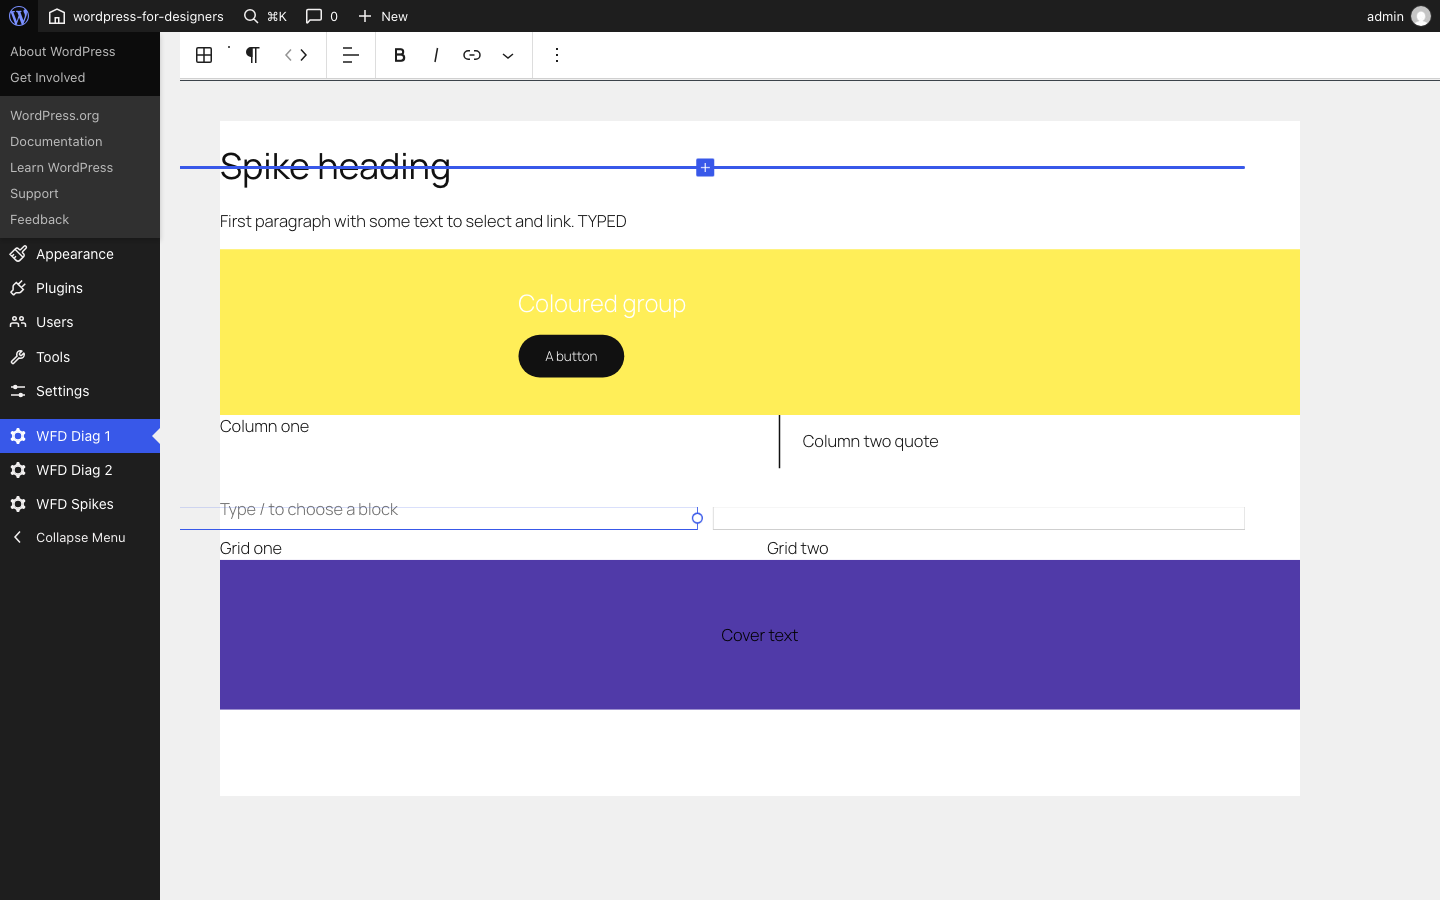 wordpress-for-designers
⌘K
0
New
admin
About WordPress
Get Involved
WordPress.org
Documentation
Learn WordPress
Support
Feedback
Appearance
Plugins
Users
Tools
Settings
WFD Diag 1
WFD Diag 2
WFD Spikes
Collapse Menu
B I
Spike heading
First paragraph with some text to select and link. TYPED
Coloured group
A button
Column one
Column two quote
Type / to choose a block
Grid one
Grid two
Cover text